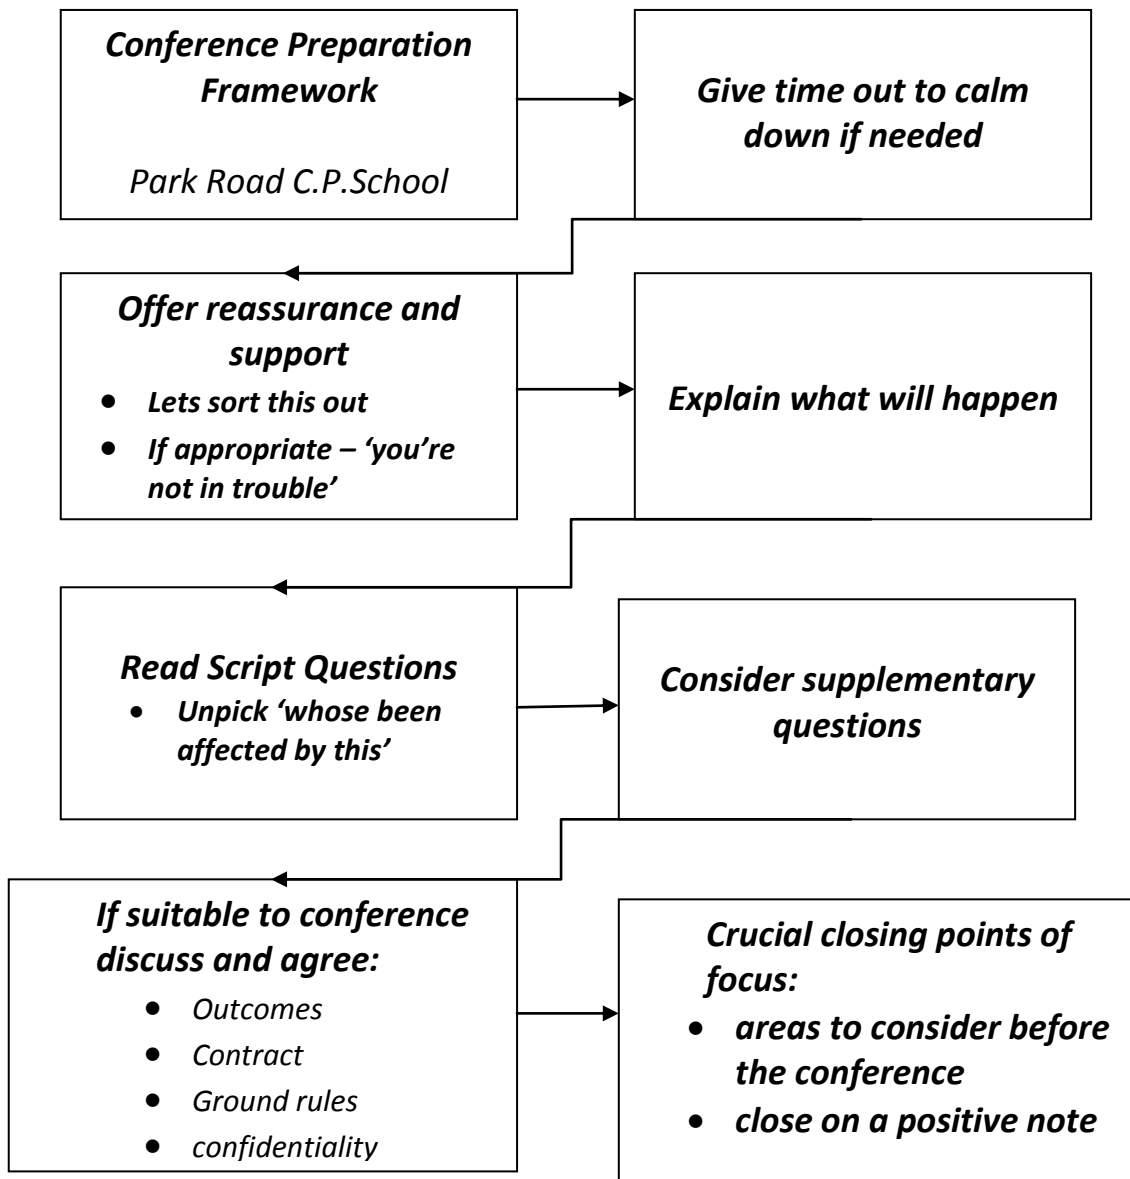 Conference Preparation
Framework
Park Road C.P.School
Give time out to calm
down if needed
Offer reassurance and
support
• Lets sort this out
• If appropriate – ‘you’re
not in trouble’
Explain what will happen
Read Script Questions
• Unpick ‘whose been
affected by this’
Consider supplementary
questions
If suitable to conference
discuss and agree:
• Outcomes
• Contract
• Ground rules
• confidentiality
Crucial closing points of
focus:
• areas to consider before
the conference
• close on a positive note